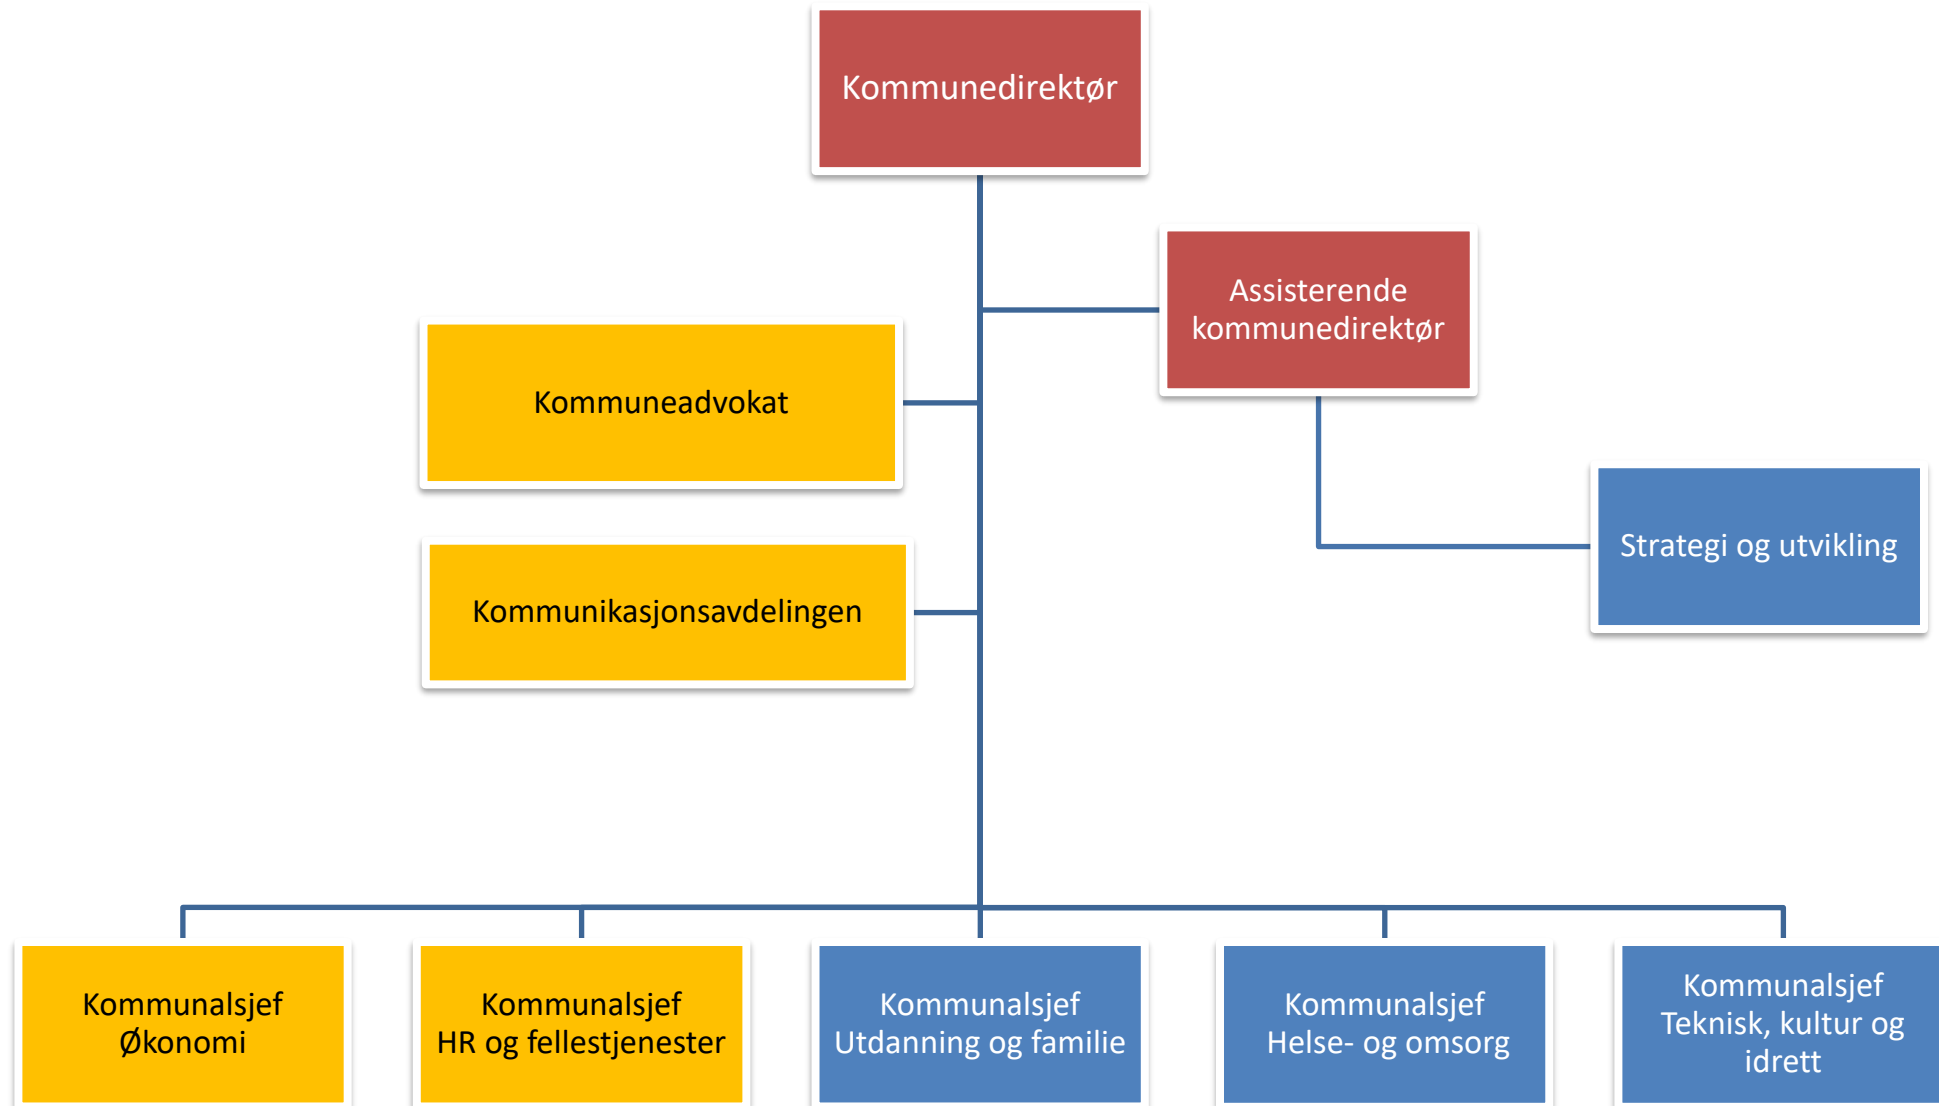 Kommunedirektør
Assisterende
kommunedirektør
Kommuneadvokat
Strategi og utvikling
Kommunikasjonsavdelingen
Kommunalsjef
Økonomi
Kommunalsjef
HR og fellestjenester
Kommunalsjef
Utdanning og familie
Kommunalsjef
Helse- og omsorg
Kommunalsjef
Teknisk, kultur og
idrett